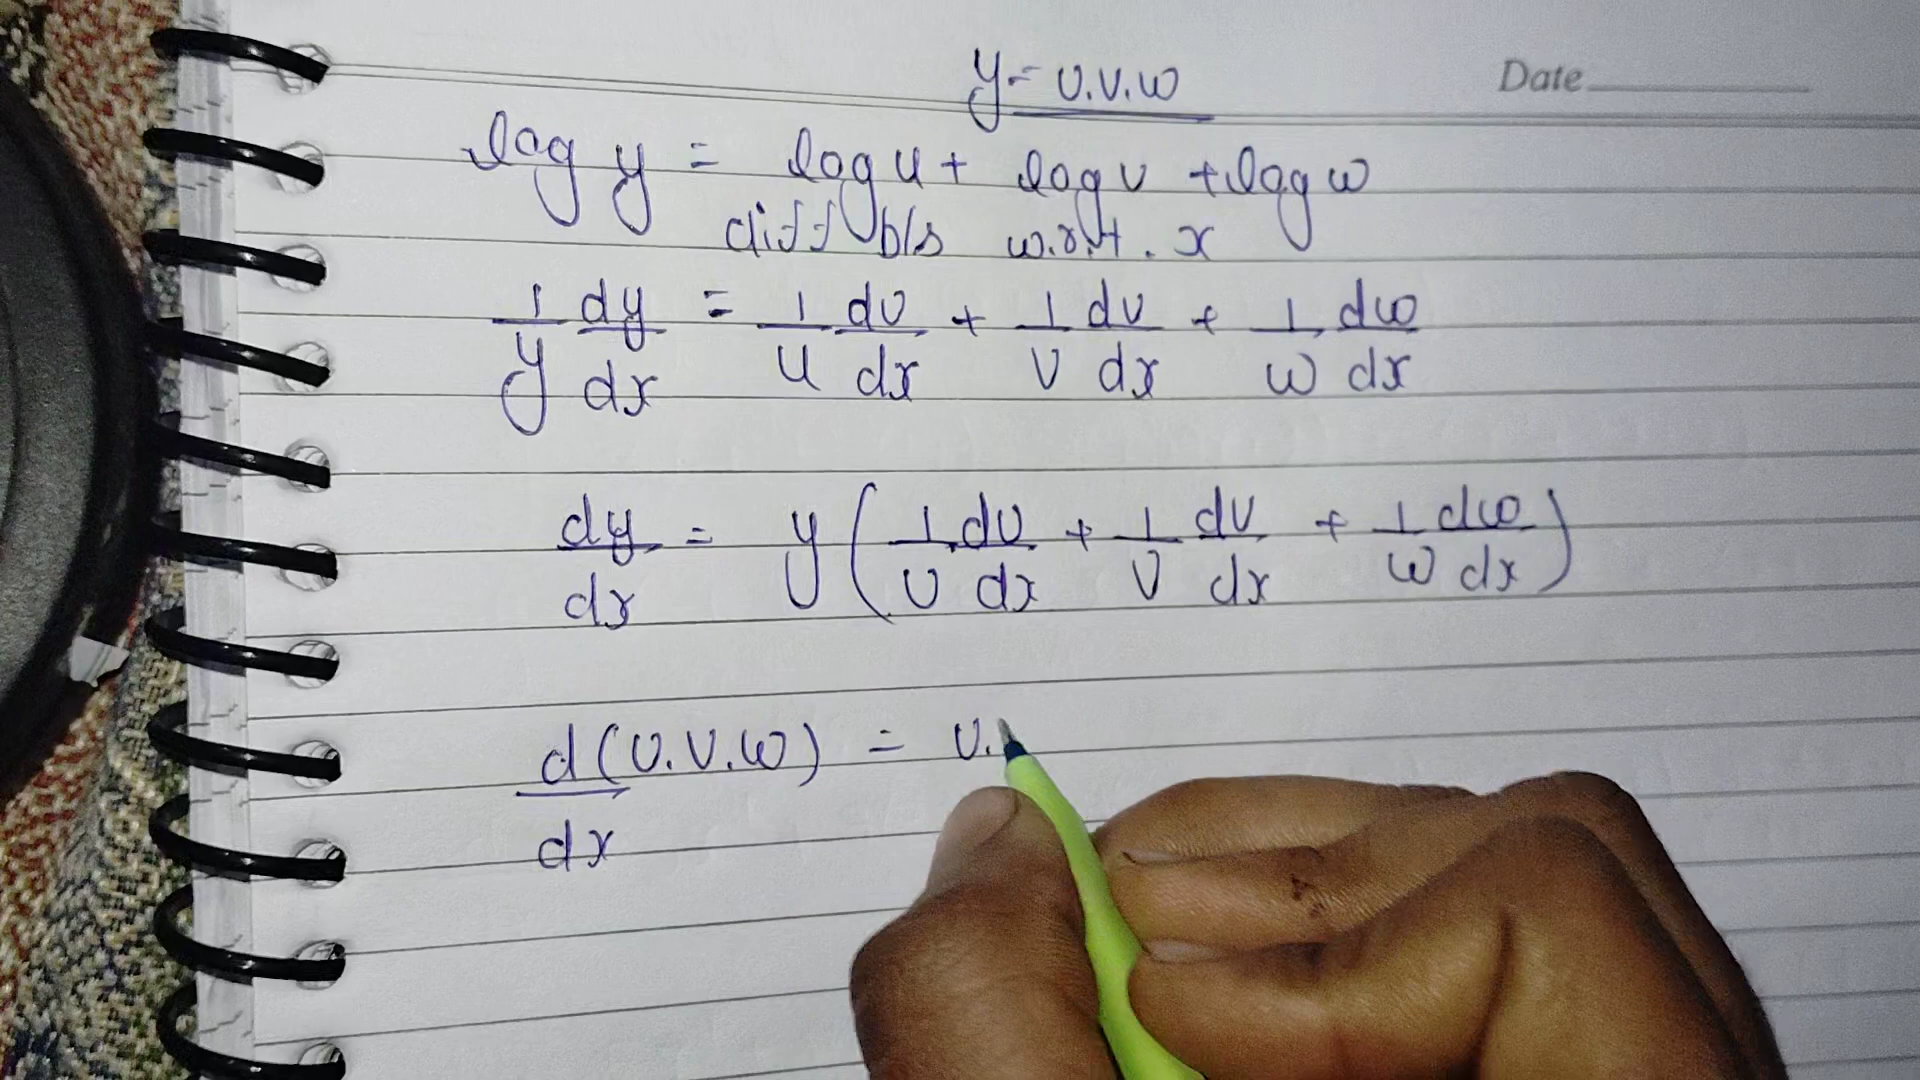 y = u.v.w
Date
log y = log u + log v + log w
diff b/s w.r.t. x
1/y dy/dx = 1/u du/dx + 1/v dv/dx + 1/w dw/dx
dy/dx = y ( 1/u du/dx + 1/v dv/dx + 1/w dw/dx )
d(u.v.w)/dx = u.